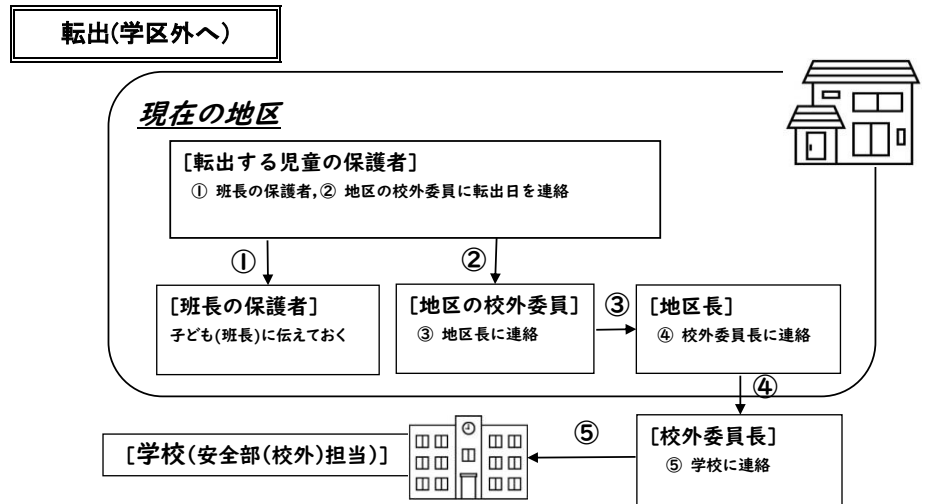 転出(学区外へ)
現在の地区
[転出する児童の保護者]
① 班長の保護者,② 地区の校外委員に転出日を連絡
①
②
[班長の保護者]
子ども(班長)に伝えておく
[地区の校外委員]
③ 地区長に連絡
③
[地区長]
④ 校外委員長に連絡
④
[校外委員長]
⑤ 学校に連絡
⑤
[学校(安全部(校外)担当)]